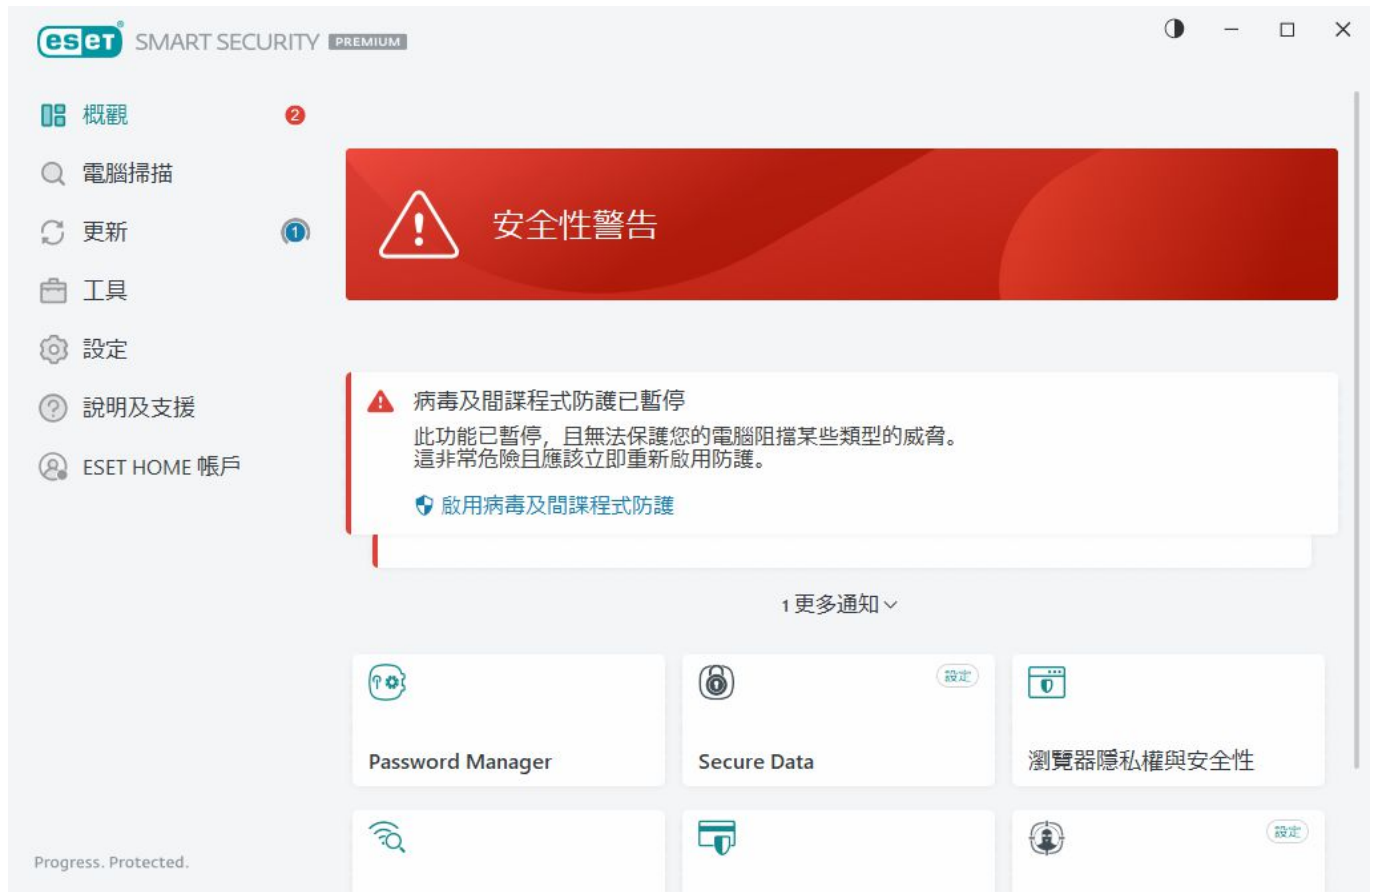 eseT® SMART SECURITY PREMIUM
概觀 2
電腦掃描
更新 1
工具
設定
說明及支援
ESET HOME 帳戶
Progress. Protected.
安全性警告
病毒及間諜程式防護已暫停
此功能已暫停，且無法保護您的電腦阻擋某些類型的威脅。
這非常危險且應該立即重新啟用防護。
啟用病毒及間諜程式防護
1 更多通知
Password Manager
設定
Secure Data
瀏覽器隱私權與安全性
設定